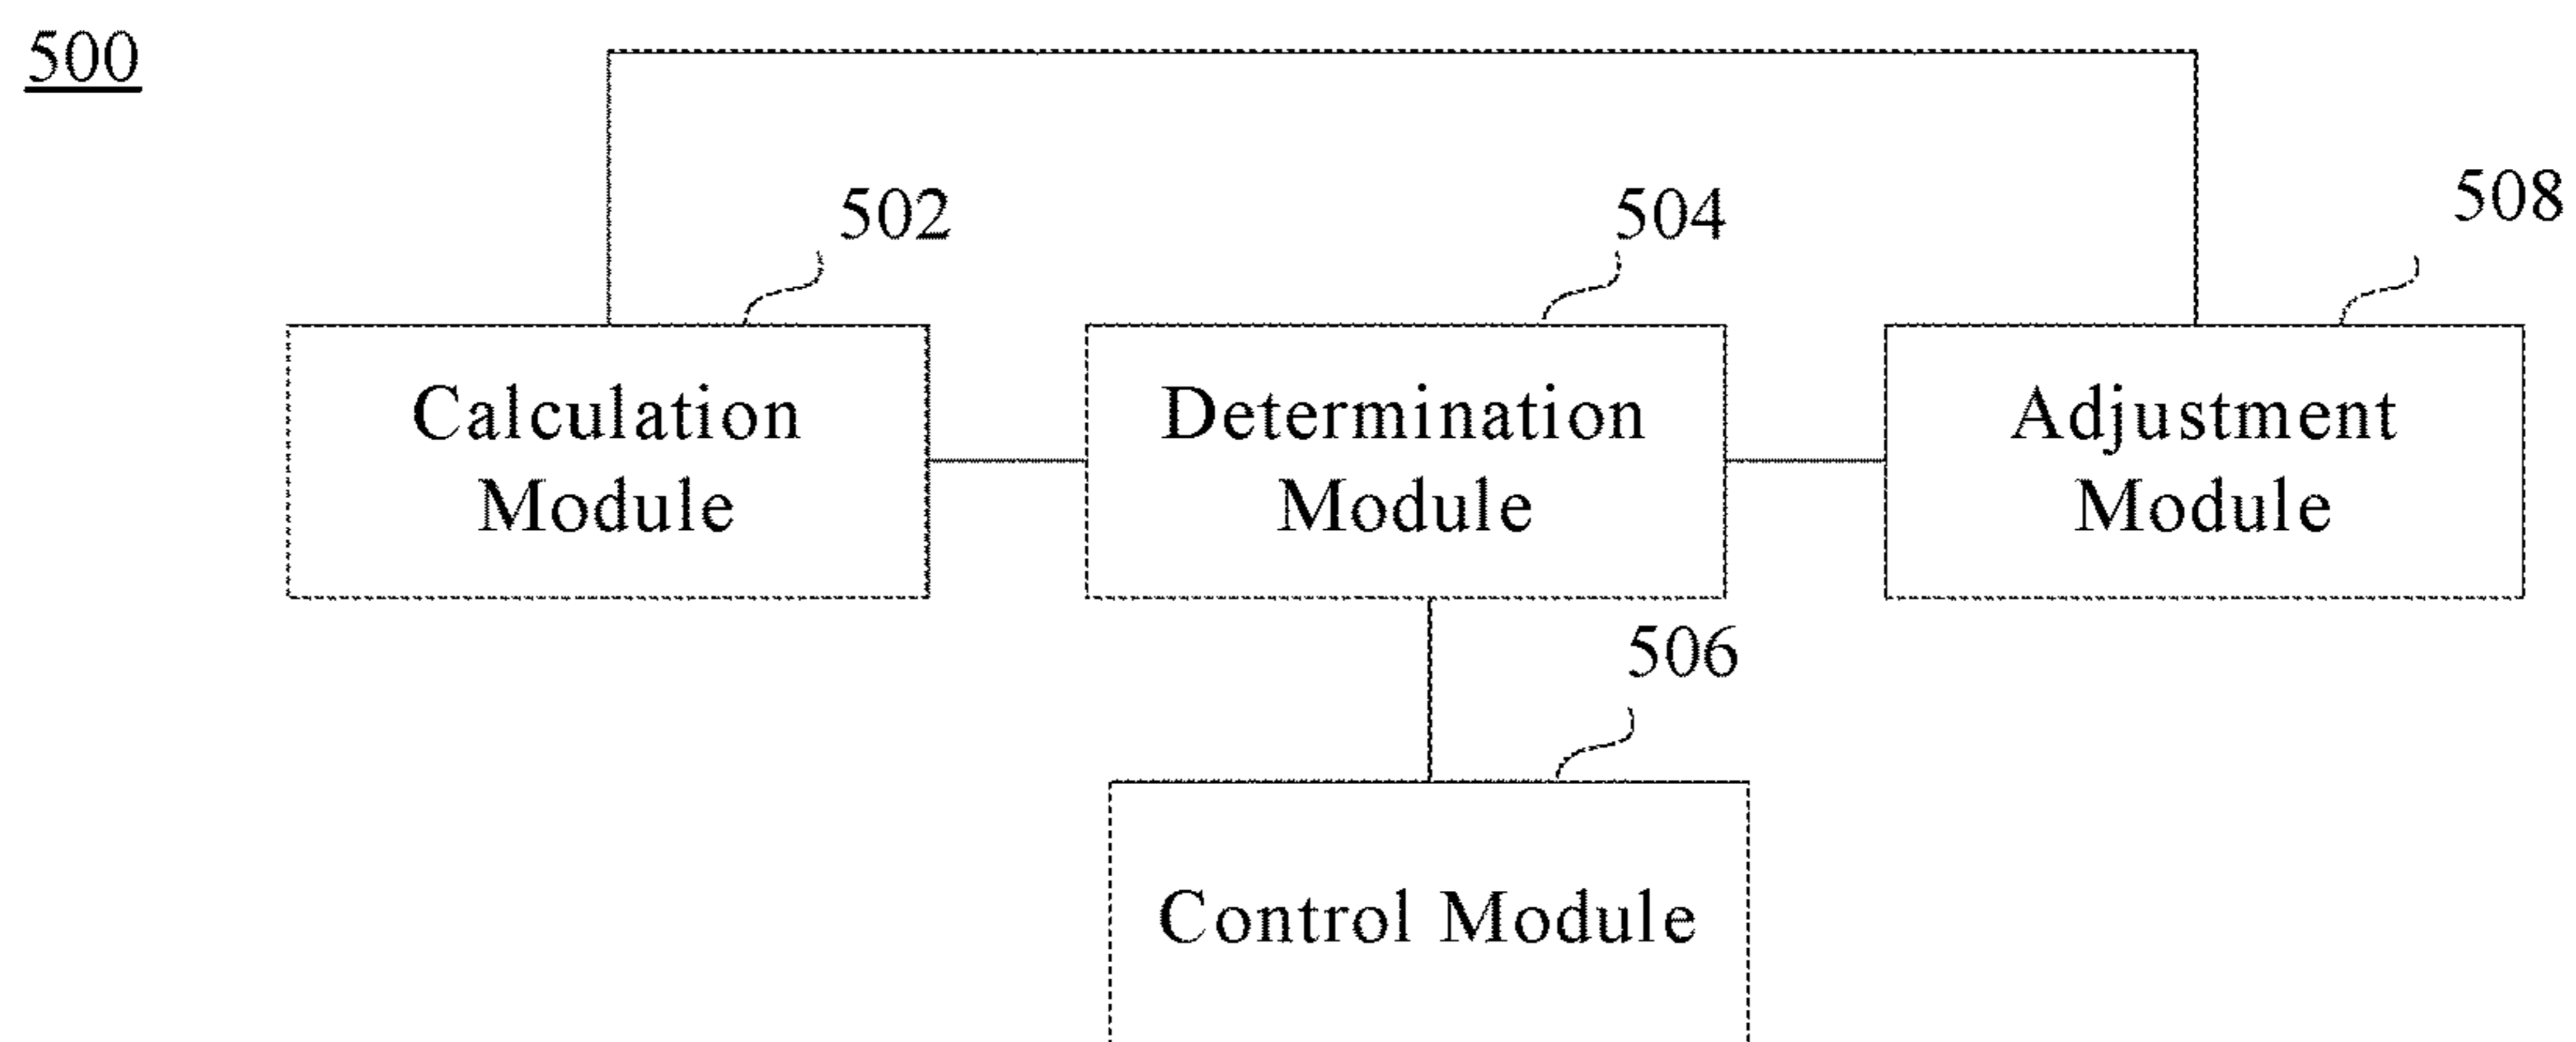 500
502
504
508
Calculation
Module
Determination
Module
Adjustment
Module
506
Control Module